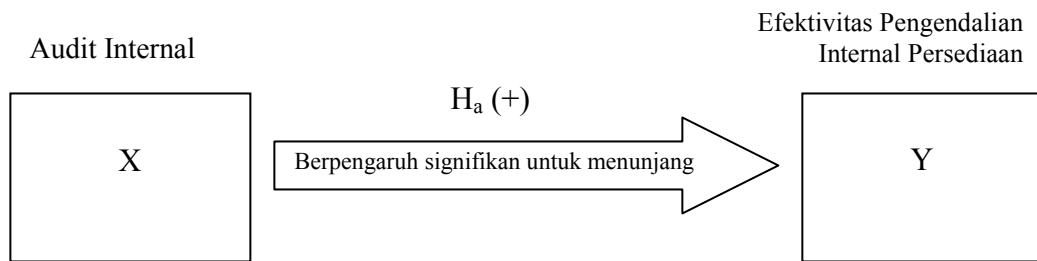 Audit Internal
Efektivitas Pengendalian
Internal Persediaan
Hₐ (+)
X
Berpengaruh signifikan untuk menunjang
Y